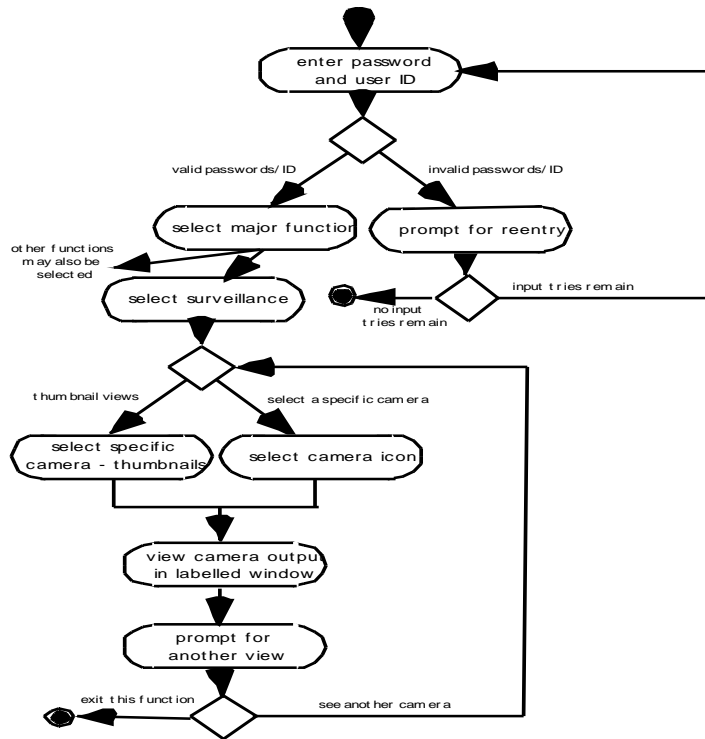 enter password
and user ID
valid passwords/ID
invalid passwords/ID
select major function
prompt for reentry
other functions
may also be
selected
select surveillance
input tries remain
no input
tries remain
thumbnail views
select a specific camera
select specific
camera - thumbnails
select camera icon
view camera output
in labelled window
prompt for
another view
exit this function
see another camera